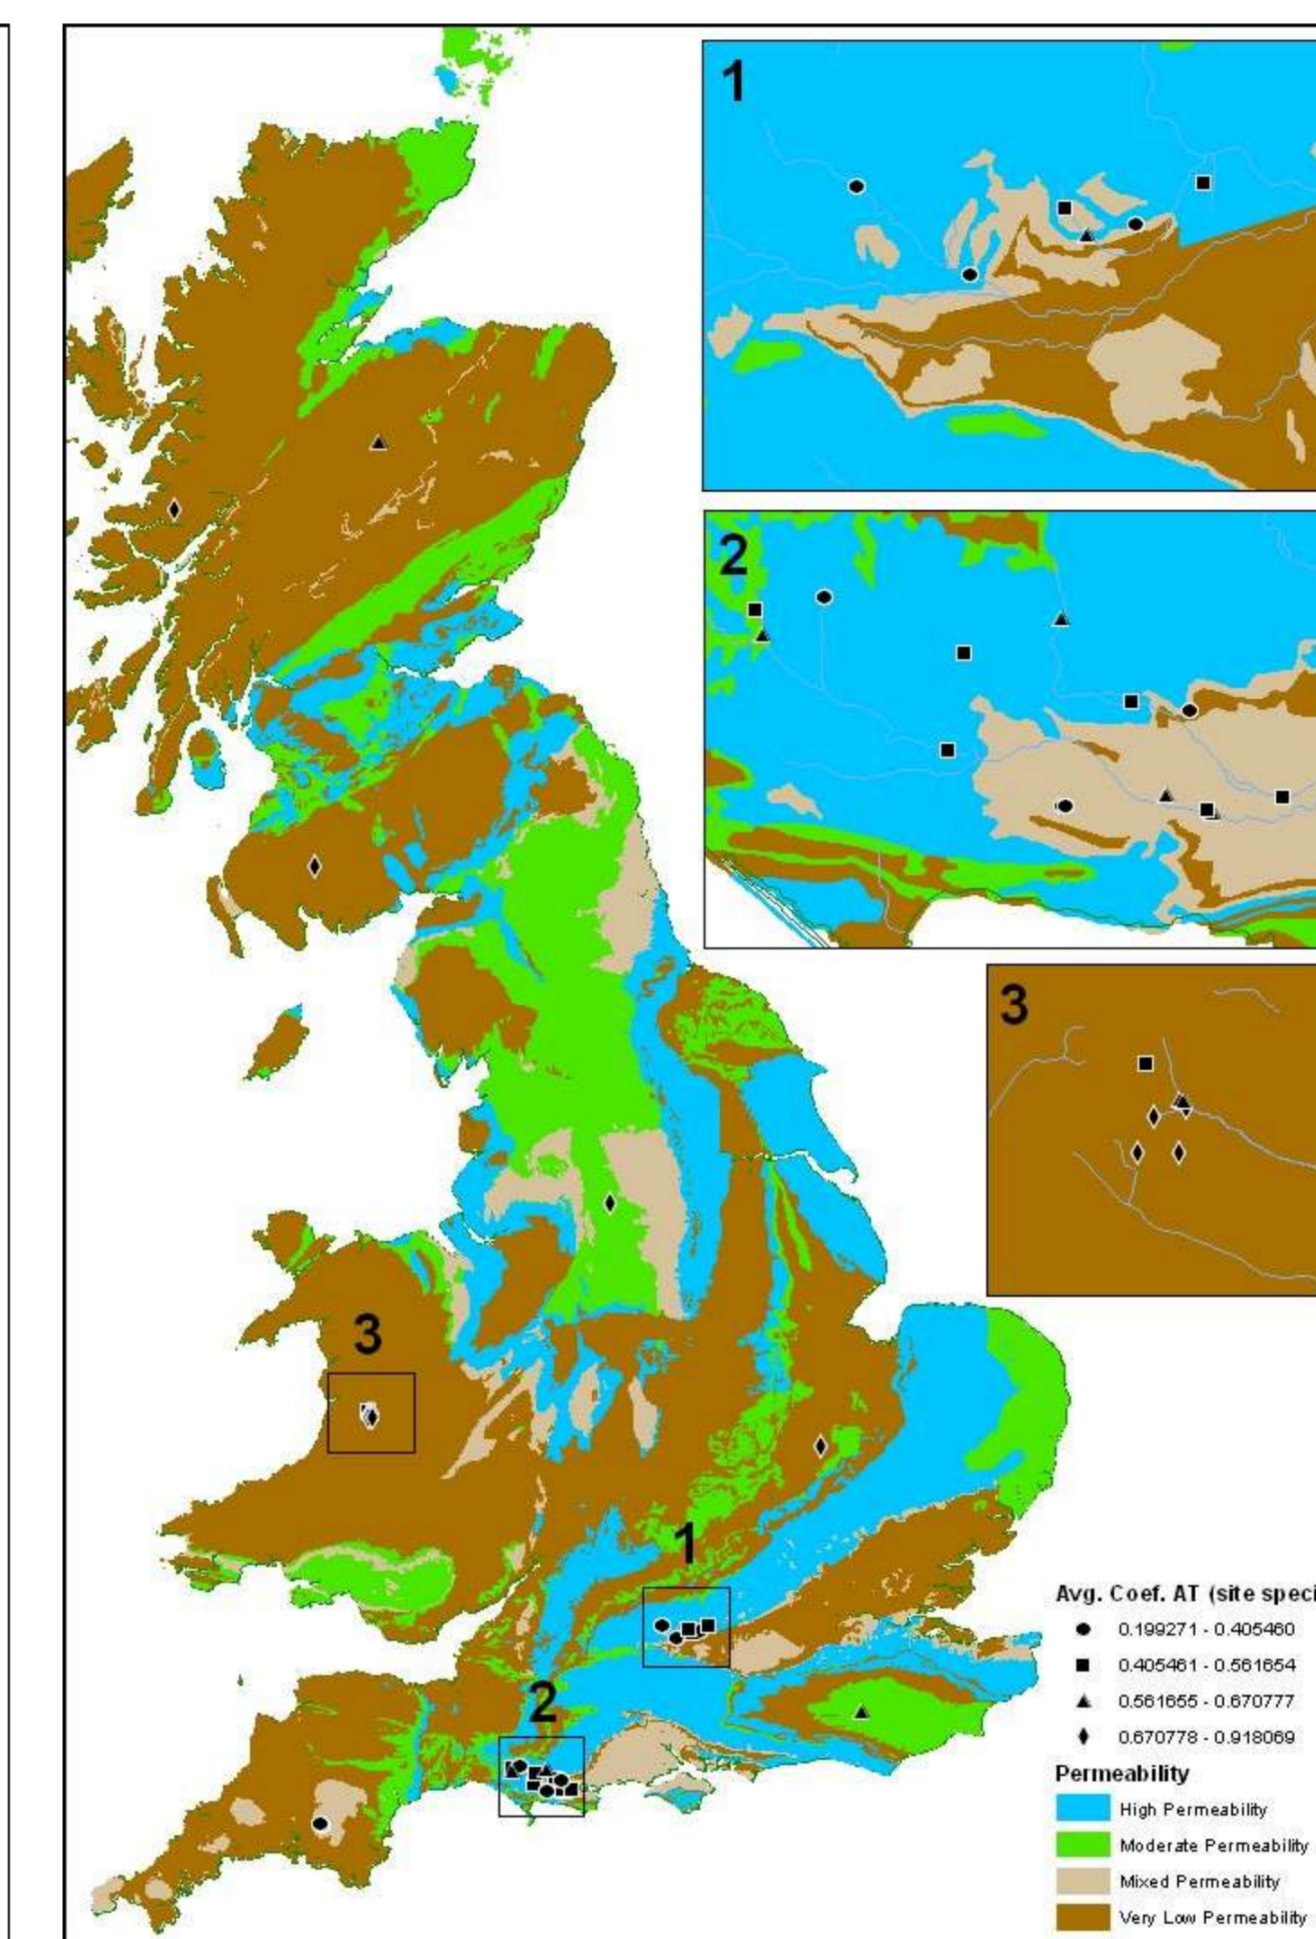 1
2
3
3
1
2
Avg. Coef. AT (site speci
0.199271 - 0.405460
0.405461 - 0.561654
0.561655 - 0.670777
0.670778 - 0.918069
Permeability
High Permeability
Moderate Permeability
Mixed Permeability
Very Low Permeability